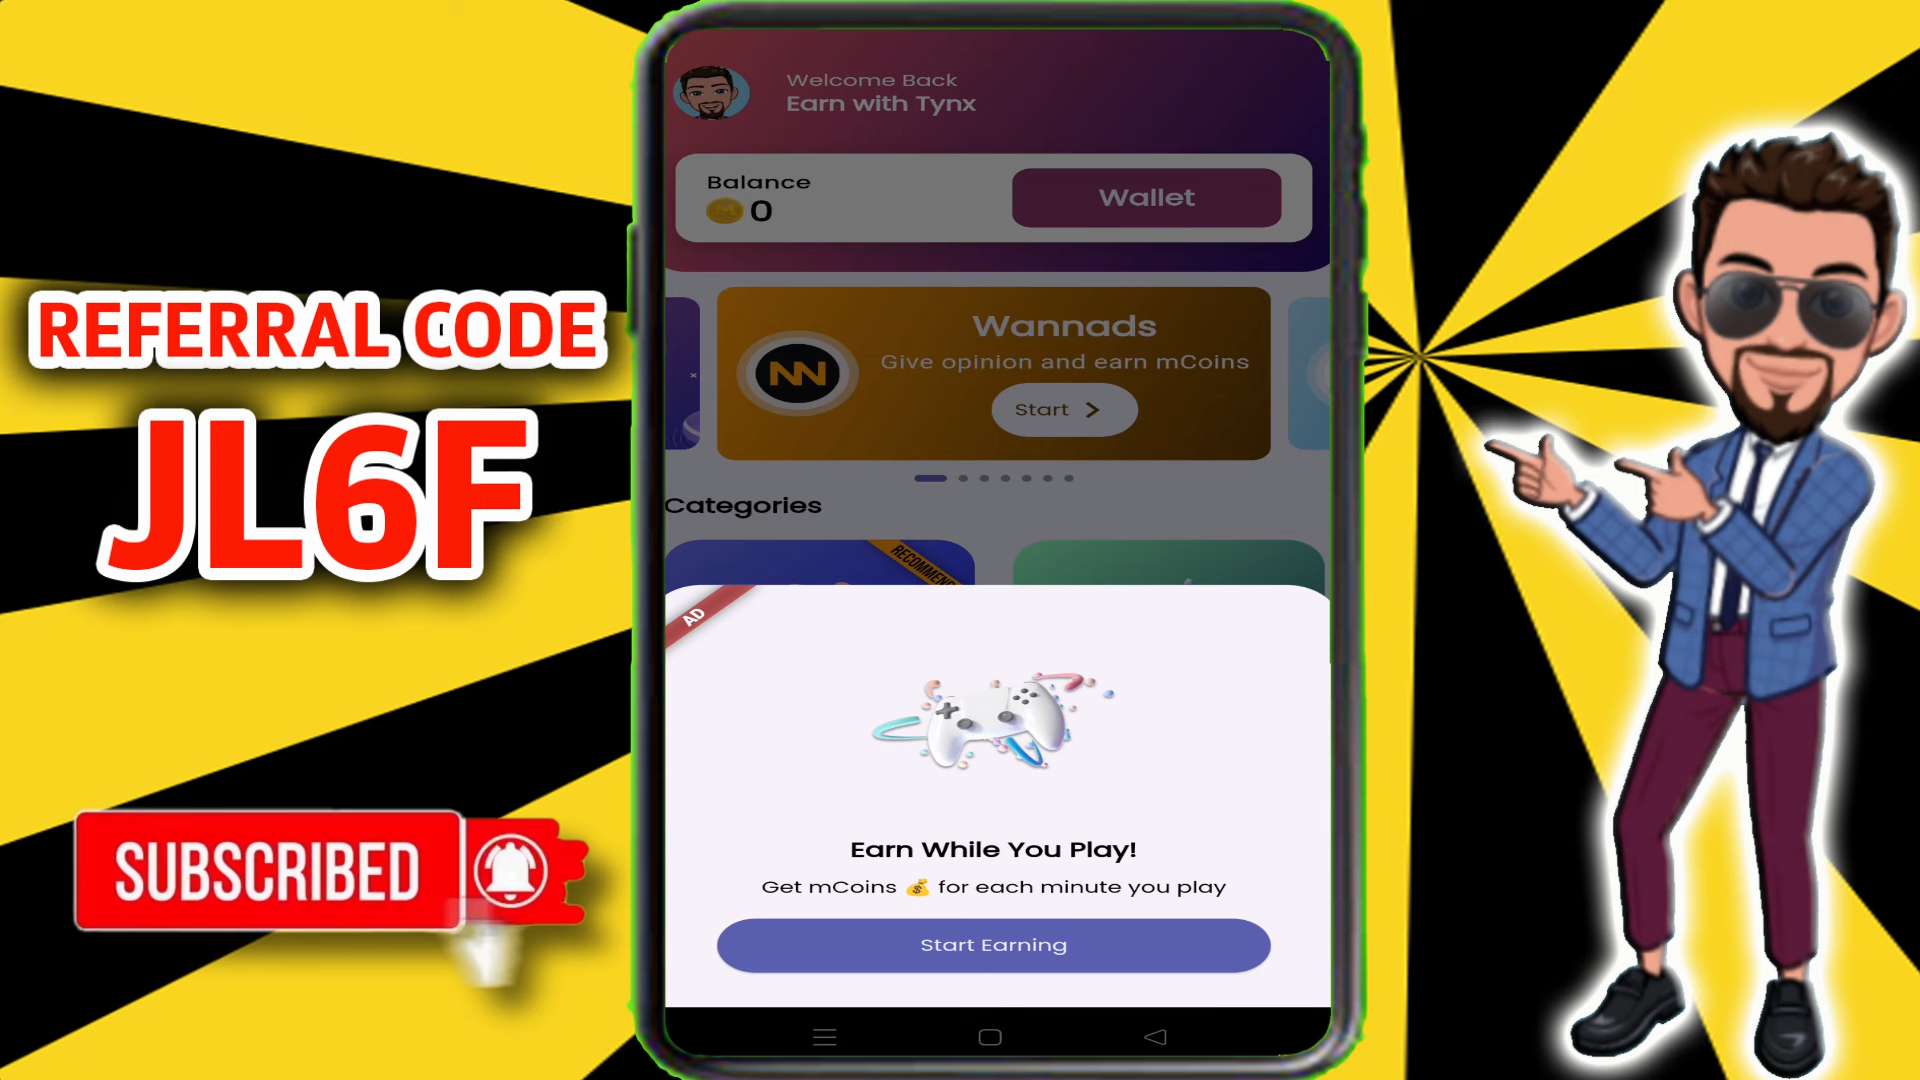 REFERRAL CODE
JL6F
SUBSCRIBED
Welcome Back
Earn with Tynx
Balance
0
Wallet
Wannads
Give opinion and earn mCoins
Start
Categories
RECOMMEND
AD
Earn While You Play!
Get mCoins 💰 for each minute you play
Start Earning